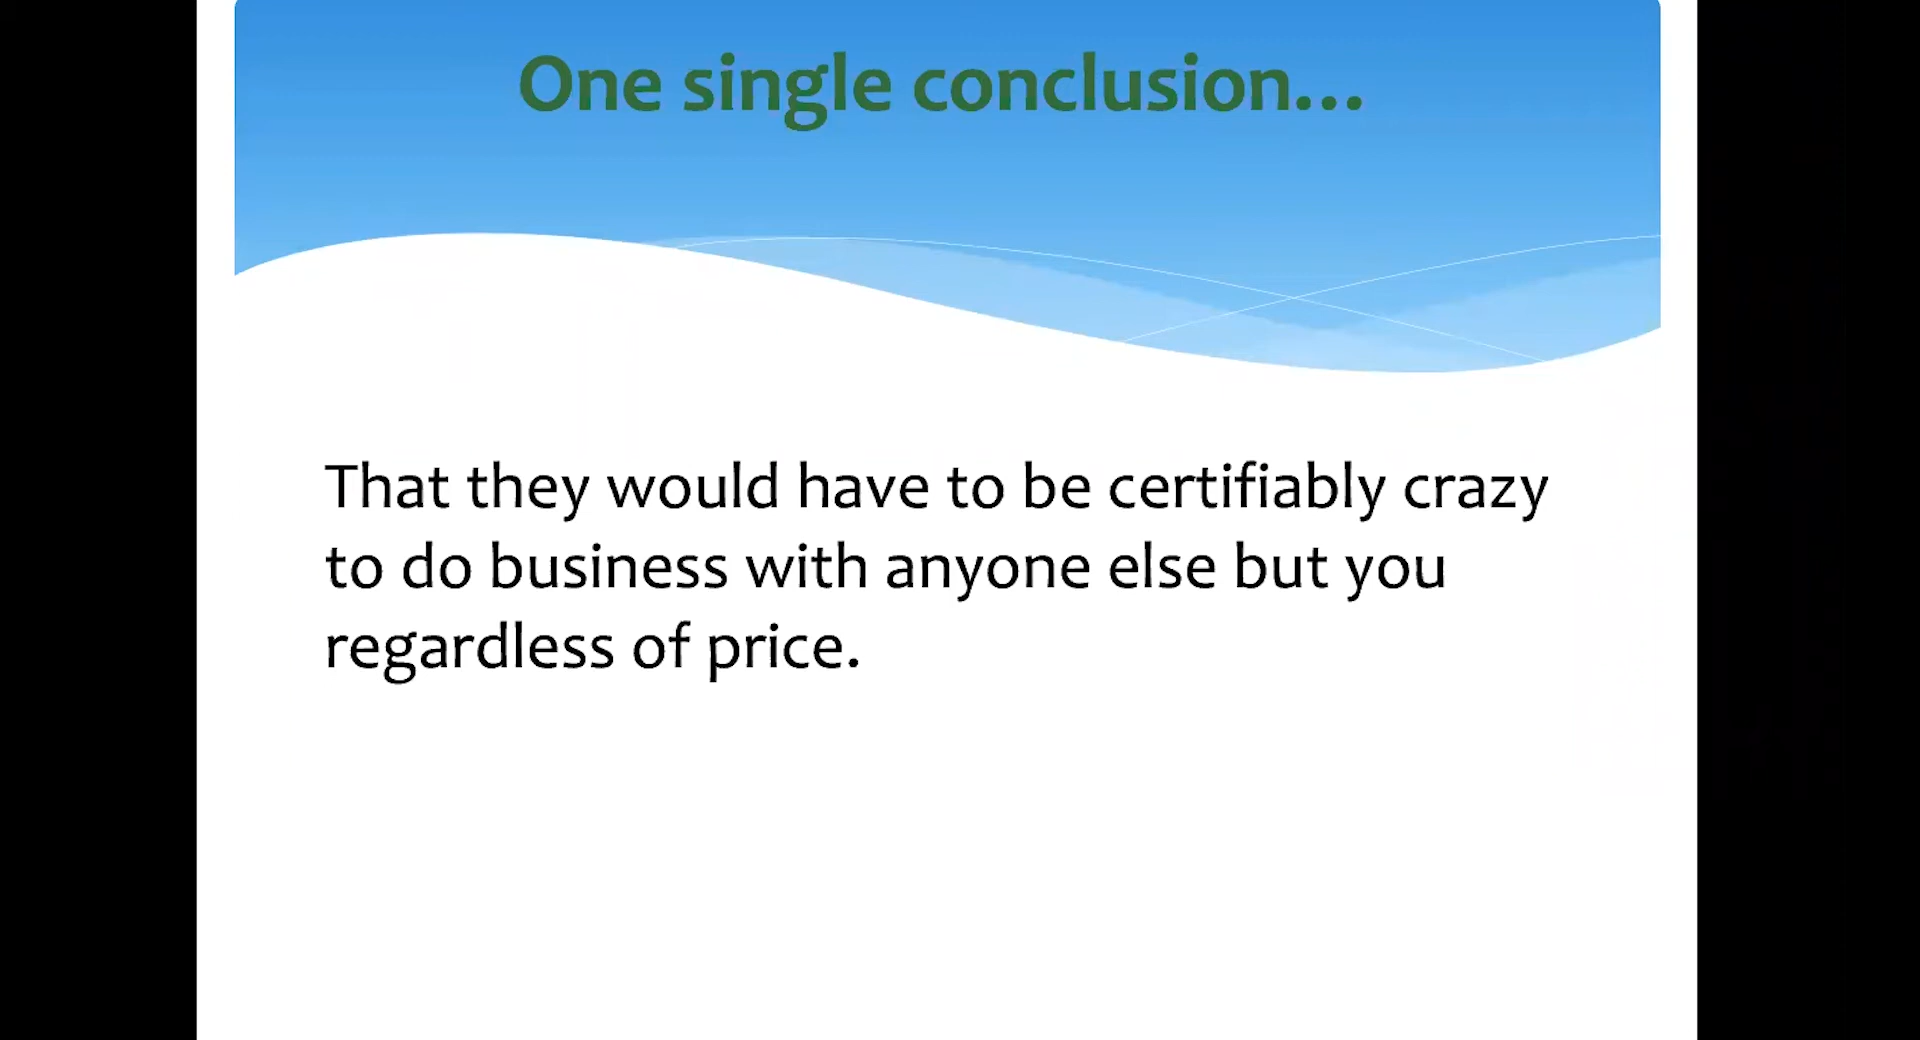 One single conclusion...
That they would have to be certifiably crazy
to do business with anyone else but you
regardless of price.